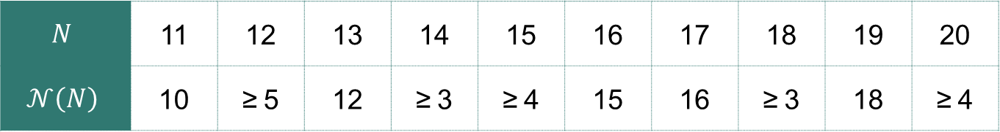 N 11 12 13 14 15 16 17 18 19 20
𝒩(N) 10 ≥ 5 12 ≥ 3 ≥ 4 15 16 ≥ 3 18 ≥ 4